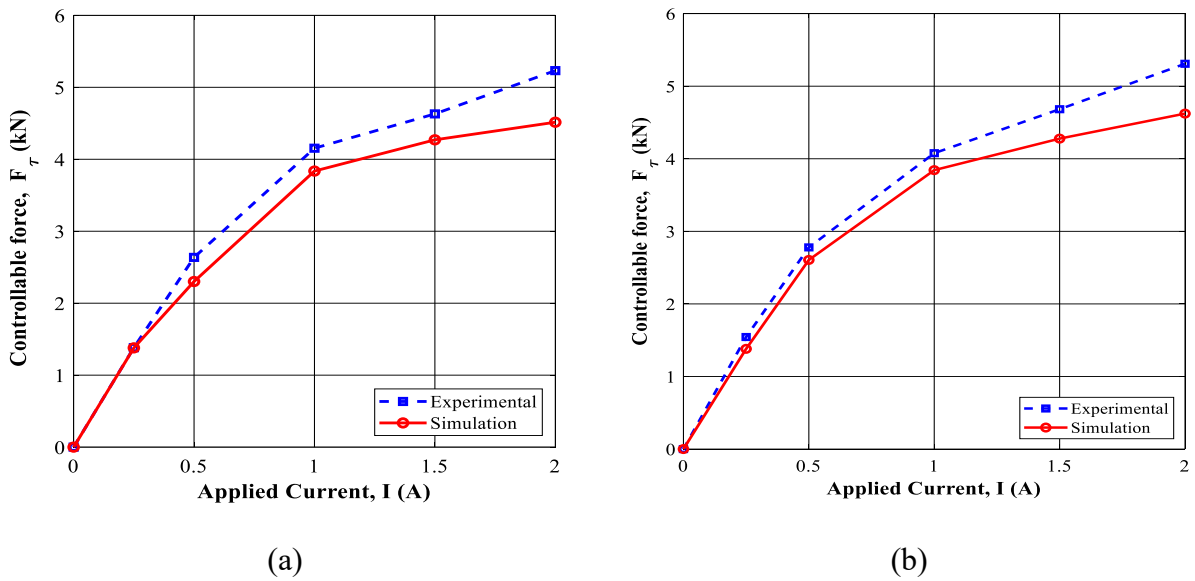 6
5
4
3
2
1
0
Controllable force, F τ (kN)
Experimental
Simulation
0 0.5 1 1.5 2
Applied Current, I (A)
(a)
6
5
4
3
2
1
0
Controllable force, F τ (kN)
Experimental
Simulation
0 0.5 1 1.5 2
Applied Current, I (A)
(b)